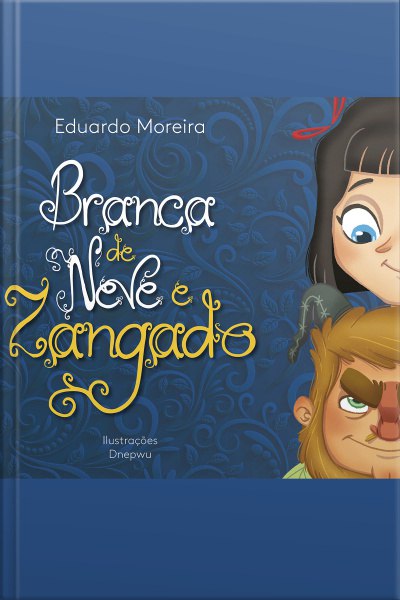 Eduardo Moreira
Branca
de
Neve e
Zangado
Ilustrações
Dnepwu